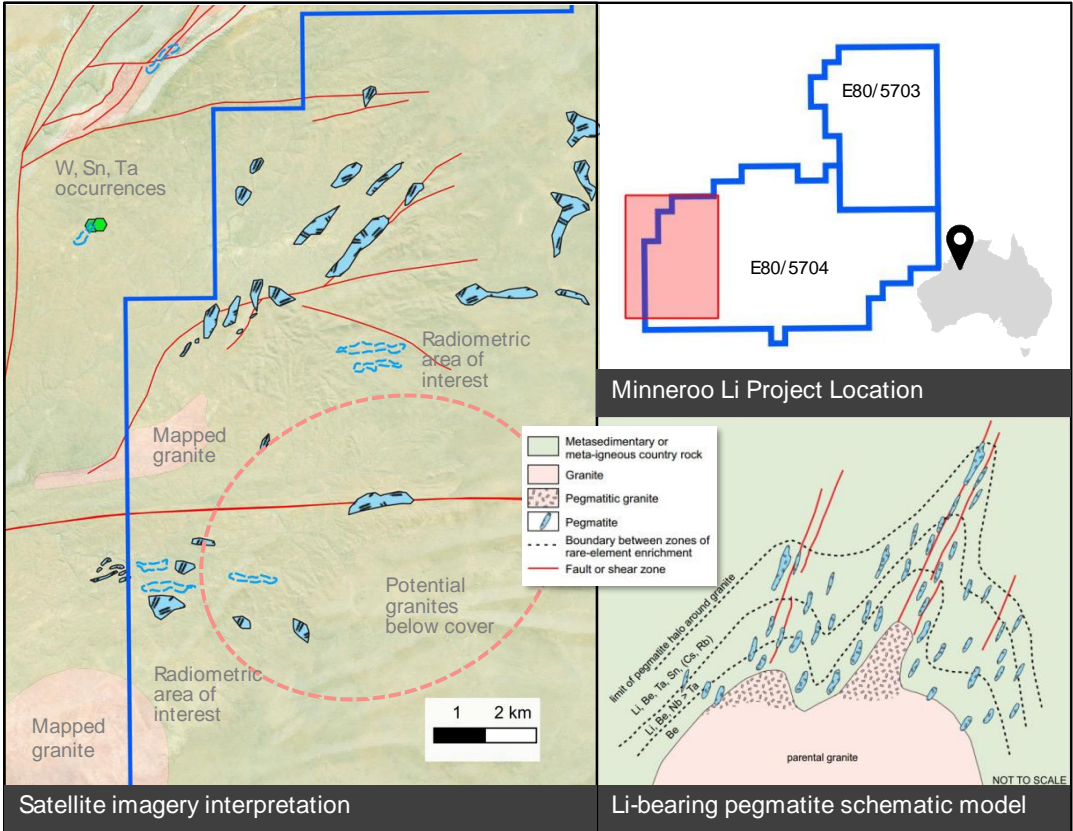 W, Sn, Ta
occurrences
Radiometric
area of
interest
Mapped
granite
Potential
granites
below cover
Radiometric
area of
interest
Mapped
granite
1 2 km
Satellite imagery interpretation
E80/5703
E80/5704
Minneroo Li Project Location
Metasedimentary or
meta-igneous country rock
Granite
Pegmatitic granite
Pegmatite
Boundary between zones of
rare-element enrichment
Fault or shear zone
limit of pegmatite halo around granite
Li, Be, Ta, Sn, (Cs, Rb)
Li, Be, Nb > Ta
Be
parental granite
NOT TO SCALE
Li-bearing pegmatite schematic model